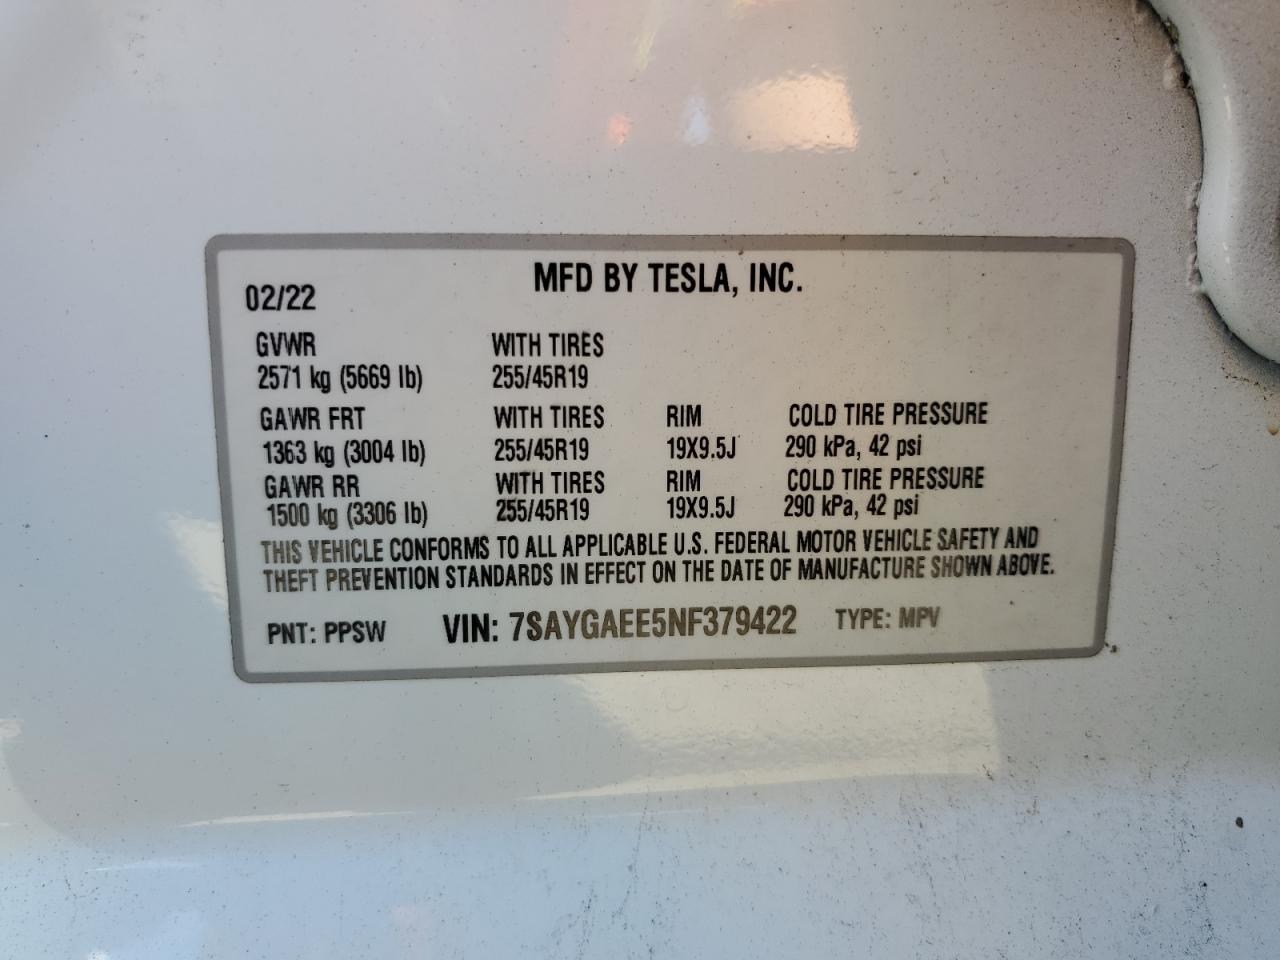 MFD BY TESLA, INC.
02/22
GVWR WITH TIRES
2571 kg (5669 lb) 255/45R19
GAWR FRT WITH TIRES RIM COLD TIRE PRESSURE
1363 kg (3004 lb) 255/45R19 19X9.5J 290 kPa, 42 psi
GAWR RR WITH TIRES RIM COLD TIRE PRESSURE
1500 kg (3306 lb) 255/45R19 19X9.5J 290 kPa, 42 psi
THIS VEHICLE CONFORMS TO ALL APPLICABLE U.S. FEDERAL MOTOR VEHICLE SAFETY AND
THEFT PREVENTION STANDARDS IN EFFECT ON THE DATE OF MANUFACTURE SHOWN ABOVE.
PNT: PPSW VIN: 7SAYGAEE5NF379422 TYPE: MPV